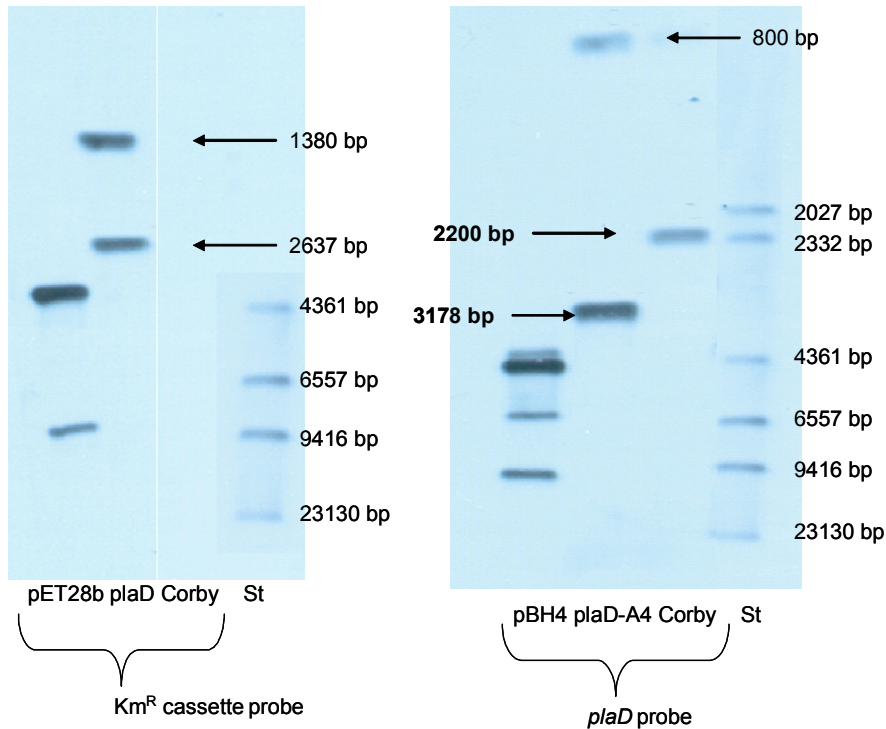 1380 bp
2637 bp
4361 bp
6557 bp
9416 bp
23130 bp
pET28b plaD Corby St
Km^R cassette probe
800 bp
2027 bp
2200 bp
2332 bp
3178 bp
4361 bp
6557 bp
9416 bp
23130 bp
pBH4 plaD-A4 Corby St
plaD probe